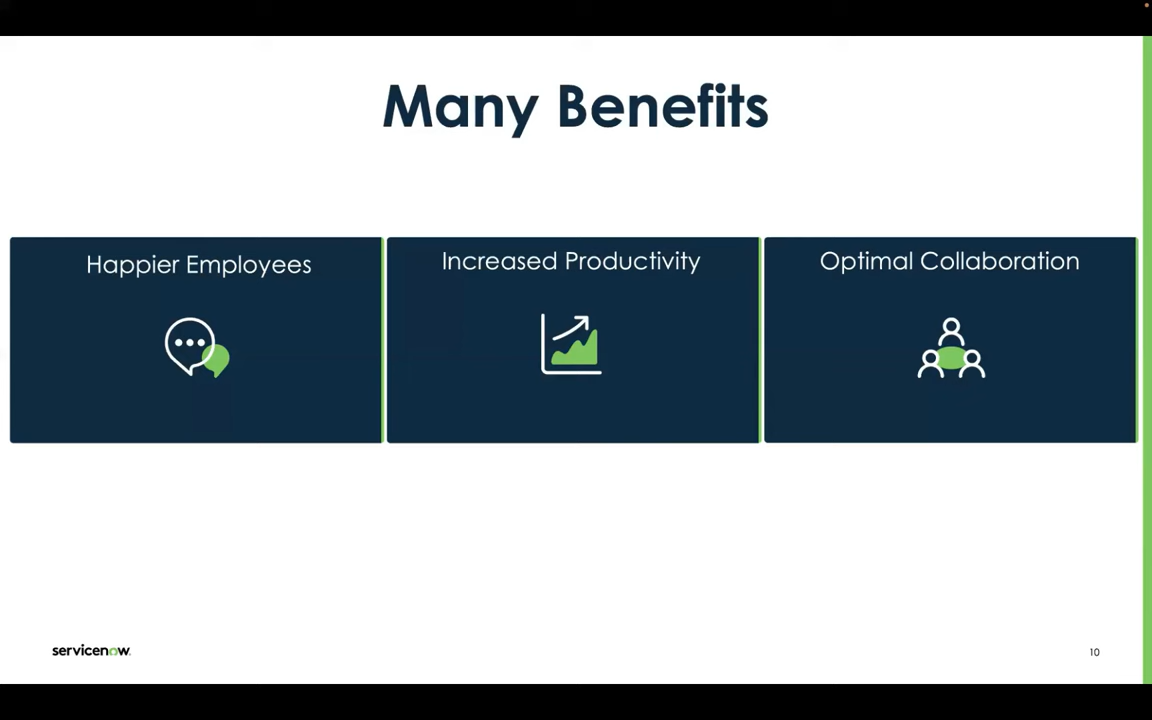 Many Benefits
Happier Employees
Increased Productivity
Optimal Collaboration
servicenow.
10